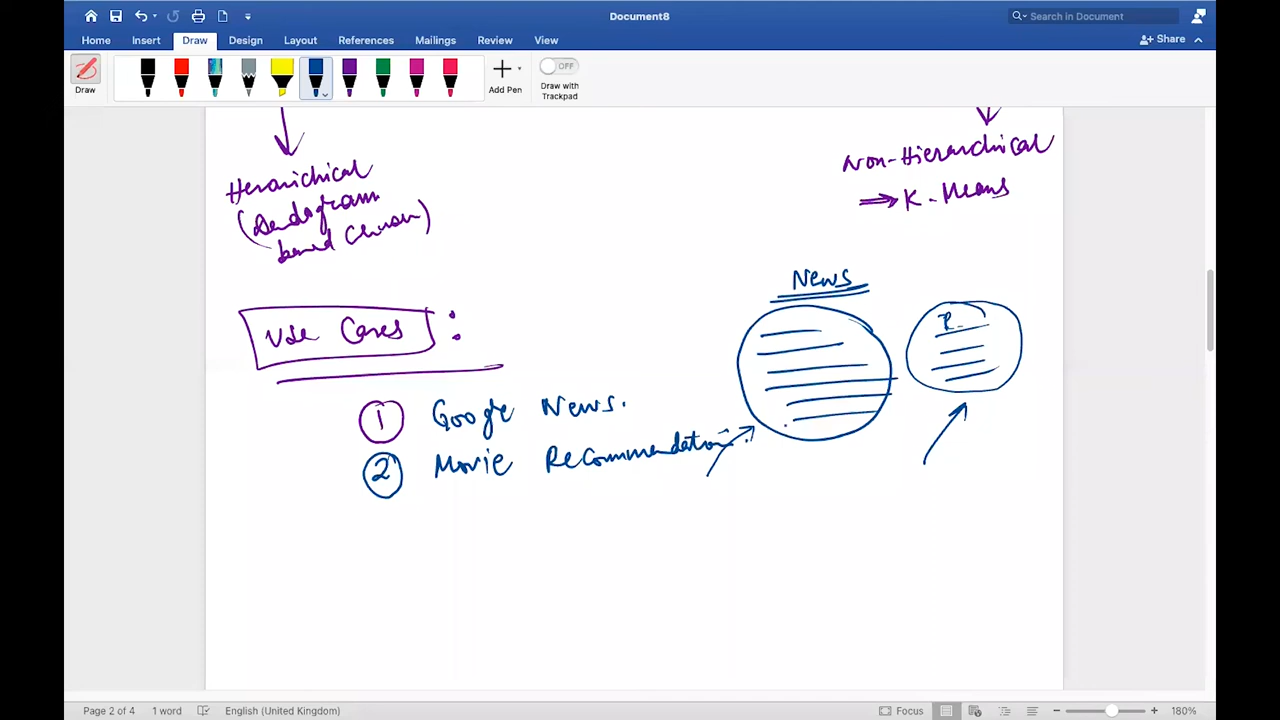 Document8
Search in Document
Home Insert Draw Design Layout References Mailings Review View
Share
Draw
Add Pen
OFF
Draw with
Trackpad
Herarichical
(Dendogram
based
Non-Hierarchical
⇒ K-Means
News
Use Cases :
R
① Google News.
② Movie Recommendation.
Page 2 of 4 1 word English (United Kingdom) Focus 180%